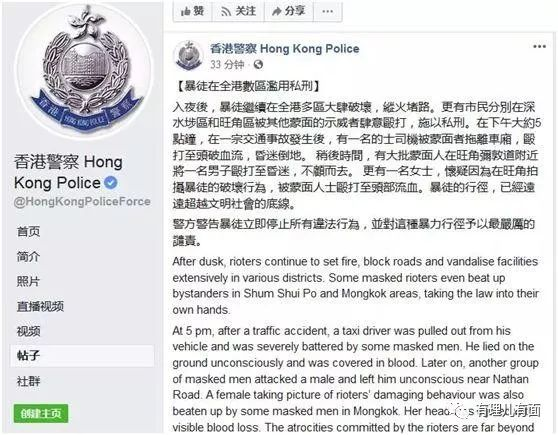 赞
关注
分享
香港警察
香港警察 Hong
Kong Police
@HongKongPoliceForce
首页
简介
照片
直播视频
视频
帖子
社群
创建主页
香港警察 Hong Kong Police
33 分钟
【暴徒在全港數區濫用私刑】
入夜後，暴徒繼續在全港多區大肆破壞，縱火堵路。更有市民分別在深
水埗區和旺角區被其他蒙面的示威者肆意毆打，施以私刑。在下午大約5
點鐘，在一宗交通事故發生後，有一名的士司機被蒙面者拖離車廂，毆
打至頭破血流，昏迷倒地。 稍後時間，有大批蒙面人在旺角彌敦道附近
將一名男子毆打至昏迷，不顧而去。 更有一名女士，懷疑因為在旺角拍
攝暴徒的破壞行為，被蒙面人士毆打至頭部流血。暴徒的行徑，已經遠
遠超越文明社會的底線。
警方警告暴徒立即停止所有違法行為，並對這種暴力行徑予以最嚴厲的
譴責。
After dusk, rioters continue to set fire, block roads and vandalise facilities
extensively in various districts. Some masked rioters even beat up
bystanders in Shum Shui Po and Mongkok areas, taking the law into their
own hands.
At 5 pm, after a traffic accident, a taxi driver was pulled out from his
vehicle and was severely battered by some masked men. He lied on the
ground unconsciously and was covered in blood. Later on, another group
of masked men attacked a male and left him unconscious near Nathan
Road. A female taking picture of rioters' damaging behaviour was also
beaten up by some masked men in Mongkok. Her head has
visible blood loss. The atrocities committed by the rioters are far beyond
有理儿有面